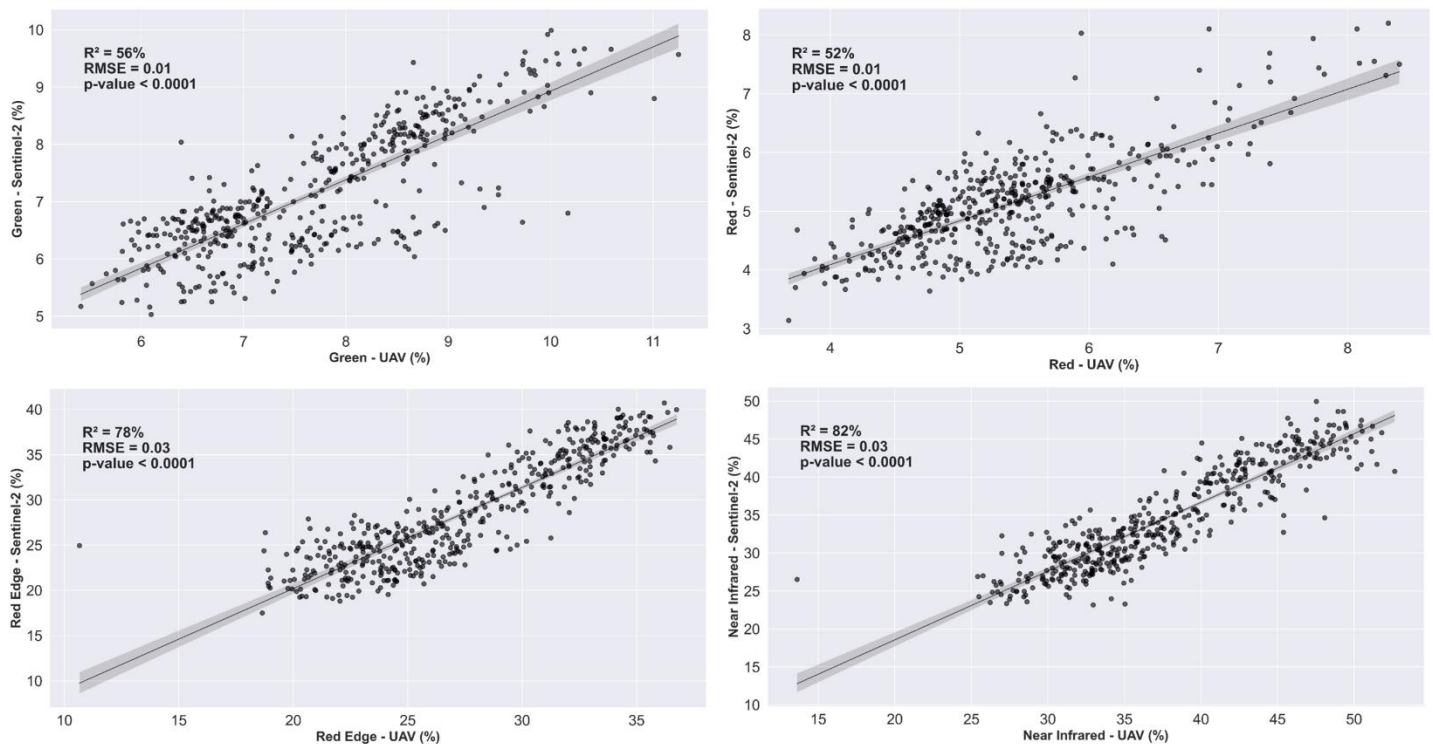 R² = 56%
RMSE = 0.01
p-value < 0.0001
Green - Sentinel-2 (%)
10
9
8
7
6
5
6
7
8
9
10
11
Green - UAV (%)
R² = 52%
RMSE = 0.01
p-value < 0.0001
Red - Sentinel-2 (%)
8
7
6
5
4
3
4
5
6
7
8
Red - UAV (%)
R² = 78%
RMSE = 0.03
p-value < 0.0001
Red Edge - Sentinel-2 (%)
40
35
30
25
20
15
10
10
15
20
25
30
35
Red Edge - UAV (%)
R² = 82%
RMSE = 0.03
p-value < 0.0001
Near Infrared - Sentinel-2 (%)
50
45
40
35
30
25
20
15
10
15
20
25
30
35
40
45
50
Near Infrared - UAV (%)